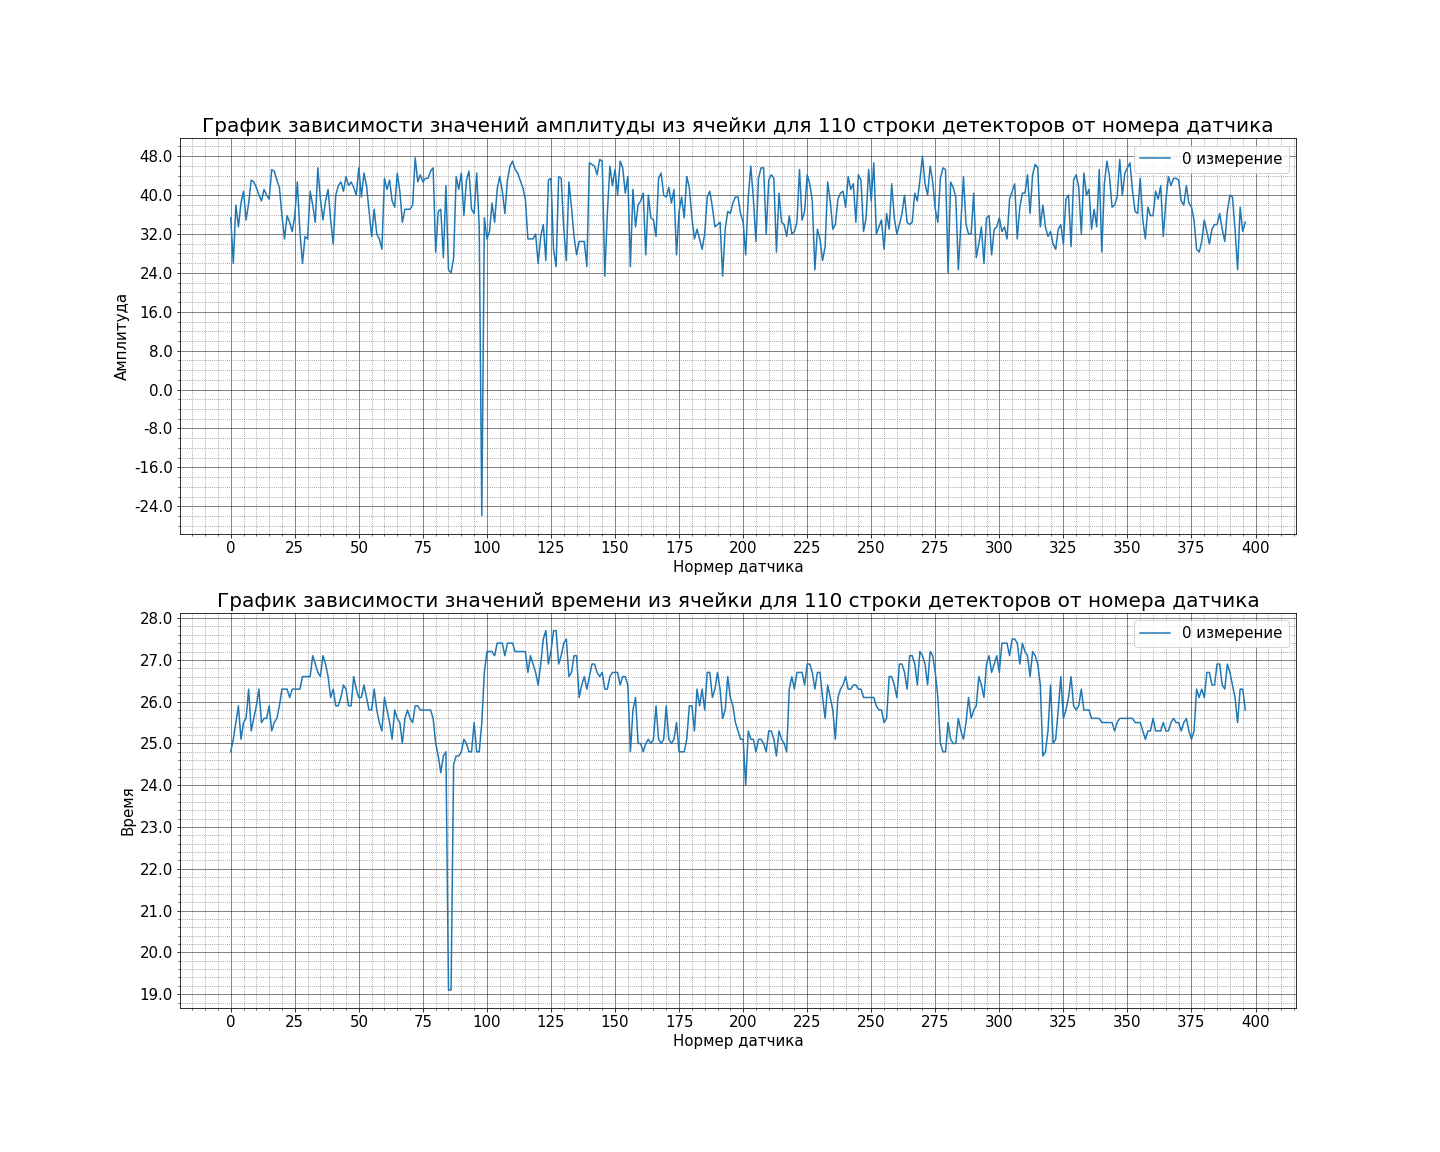 График зависимости значений амплитуды из ячейки для 110 строки детекторов от номера датчика
0 измерение
48.0
40.0
32.0
24.0
16.0
8.0
0.0
-8.0
-16.0
-24.0
Амплитуда
0 25 50 75 100 125 150 175 200 225 250 275 300 325 350 375 400
Нормер датчика
График зависимости значений времени из ячейки для 110 строки детекторов от номера датчика
0 измерение
28.0
27.0
26.0
25.0
24.0
23.0
22.0
21.0
20.0
19.0
Время
0 25 50 75 100 125 150 175 200 225 250 275 300 325 350 375 400
Нормер датчика